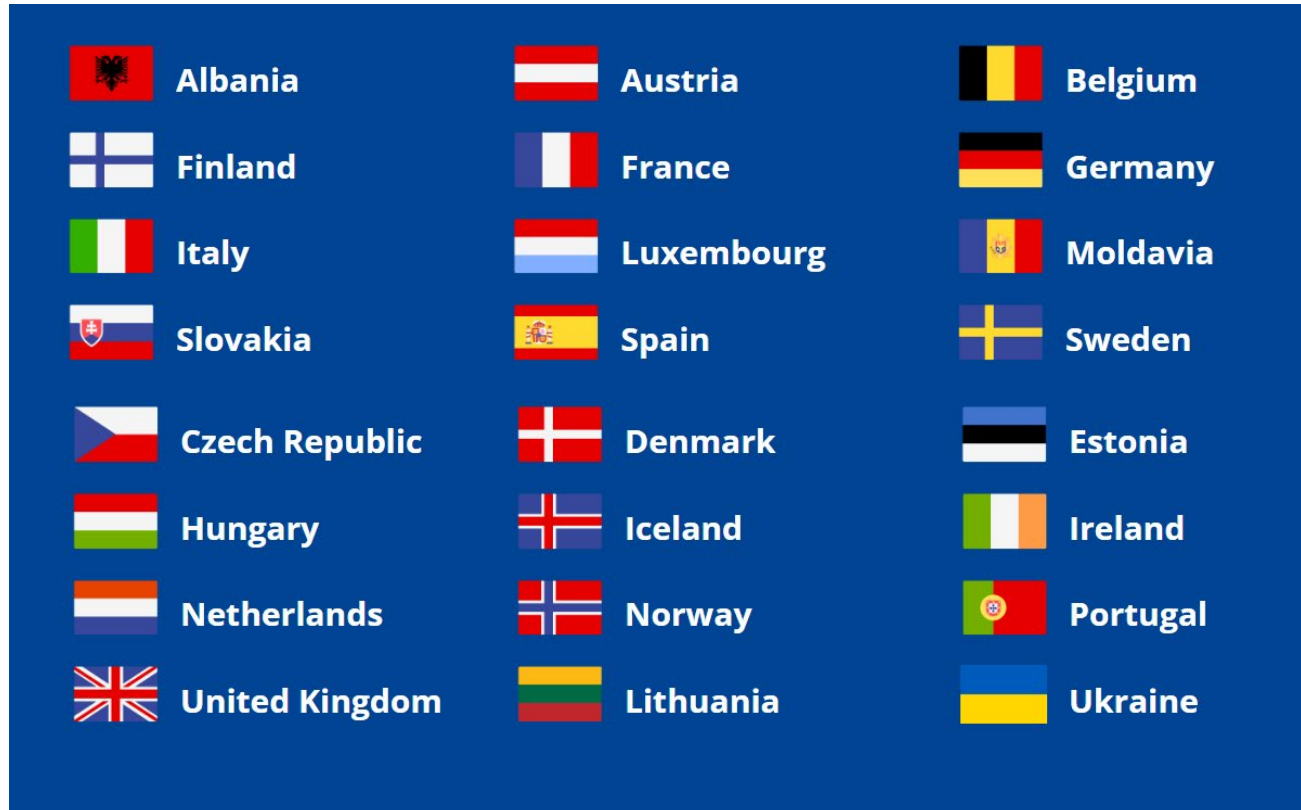 Albania Austria Belgium
Finland France Germany
Italy Luxembourg Moldavia
Slovakia Spain Sweden
Czech Republic Denmark Estonia
Hungary Iceland Ireland
Netherlands Norway Portugal
United Kingdom Lithuania Ukraine